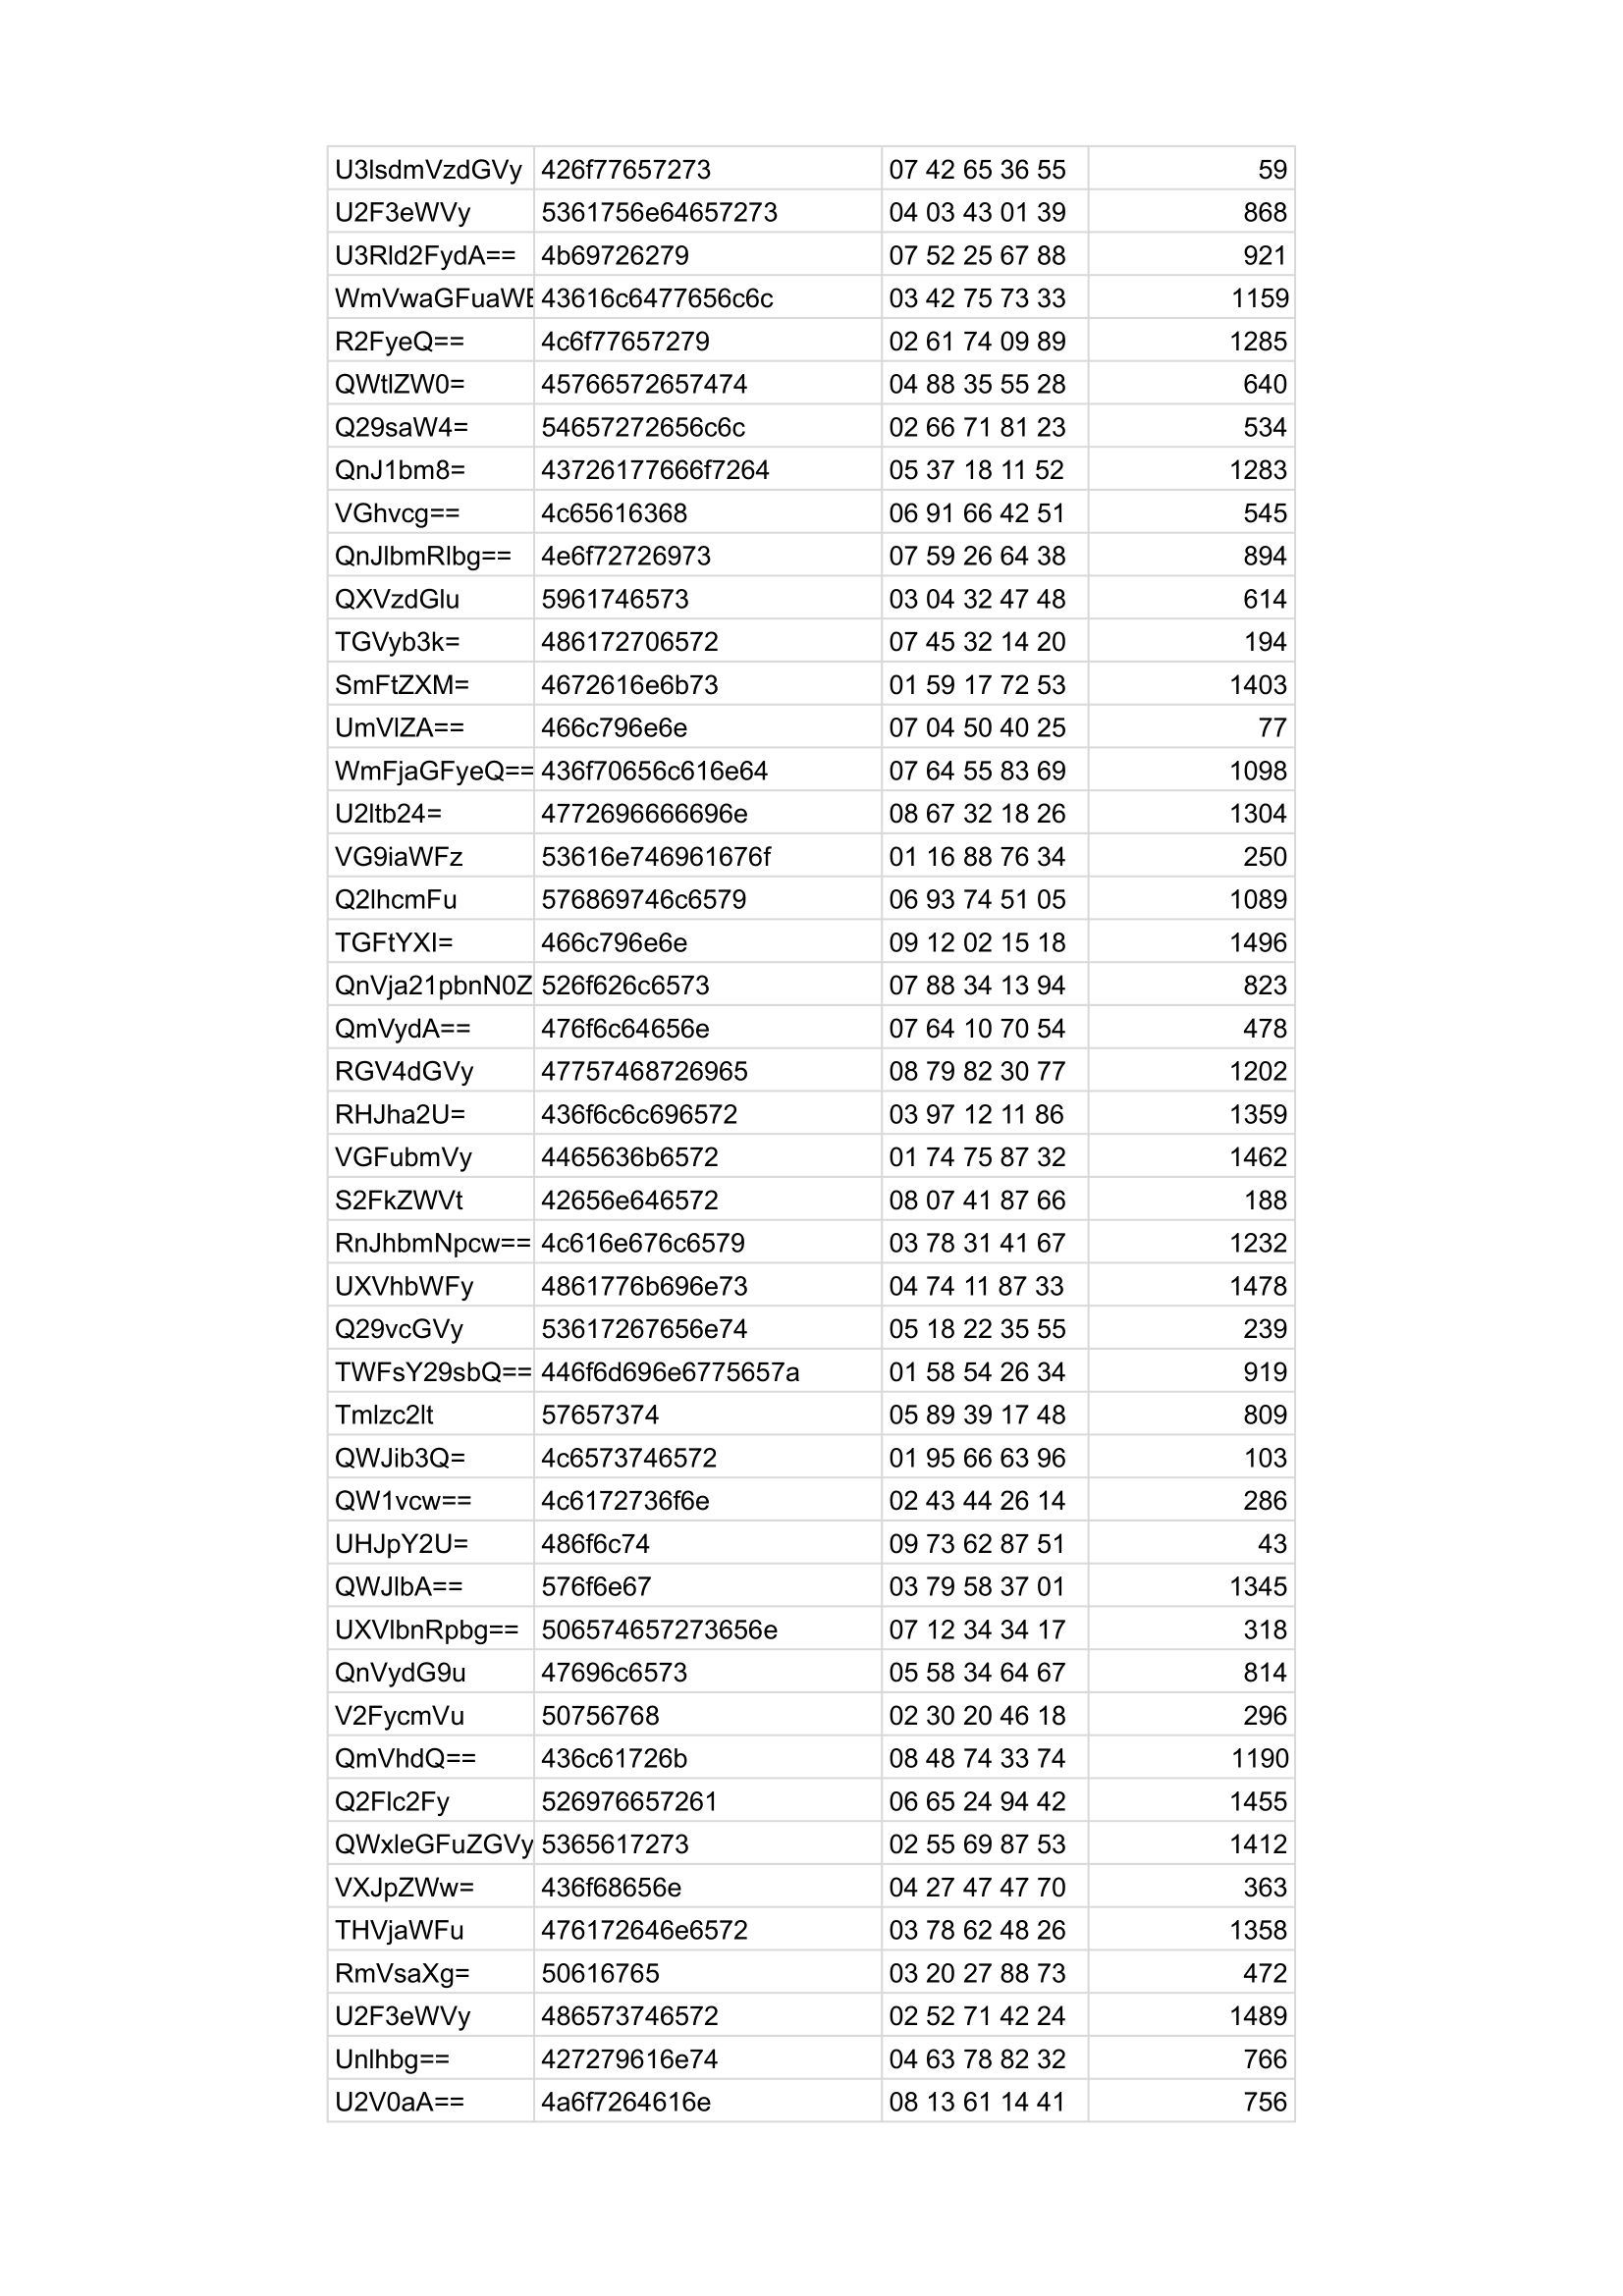 U3lsdmVzdGVy 426f77657273 07 42 65 36 55 59
U2F3eWVy 5361756e64657273 04 03 43 01 39 868
U3Rld2FydA== 4b69726279 07 52 25 67 88 921
WmVwaGFuaWE 43616c6477656c6c 03 42 75 73 33 1159
R2FyeQ== 4c6f77657279 02 61 74 09 89 1285
QWtlZW0= 45766572657474 04 88 35 55 28 640
Q29saW4= 54657272656c6c 02 66 71 81 23 534
QnJ1bm8= 43726177666f7264 05 37 18 11 52 1283
VGhvcg== 4c65616368 06 91 66 42 51 545
QnJlbmRlbg== 4e6f72726973 07 59 26 64 38 894
QXVzdGlu 5961746573 03 04 32 47 48 614
TGVyb3k= 486172706572 07 45 32 14 20 194
SmFtZXM= 4672616e6b73 01 59 17 72 53 1403
UmVlZA== 466c796e6e 07 04 50 40 25 77
WmFjaGFyeQ== 436f70656c616e64 07 64 55 83 69 1098
U2ltb24= 4772696666696e 08 67 32 18 26 1304
VG9iaWFz 53616e746961676f 01 16 88 76 34 250
Q2lhcmFu 576869746c6579 06 93 74 51 05 1089
TGFtYXI= 466c796e6e 09 12 02 15 18 1496
QnVja21pbnN0Z 526f626c6573 07 88 34 13 94 823
QmVydA== 476f6c64656e 07 64 10 70 54 478
RGV4dGVy 47757468726965 08 79 82 30 77 1202
RHJha2U= 436f6c6c696572 03 97 12 11 86 1359
VGFubmVy 4465636b6572 01 74 75 87 32 1462
S2FkZWVt 42656e646572 08 07 41 87 66 188
RnJhbmNpcw== 4c616e676c6579 03 78 31 41 67 1232
UXVhbWFy 4861776b696e73 04 74 11 87 33 1478
Q29vcGVy 53617267656e74 05 18 22 35 55 239
TWFsY29sbQ== 446f6d696e6775657a 01 58 54 26 34 919
Tmlzc2lt 57657374 05 89 39 17 48 809
QWJib3Q= 4c6573746572 01 95 66 63 96 103
QW1vcw== 4c6172736f6e 02 43 44 26 14 286
UHJpY2U= 486f6c74 09 73 62 87 51 43
QWJlbA== 576f6e67 03 79 58 37 01 1345
UXVlbnRpbg== 506574657273656e 07 12 34 34 17 318
QnVydG9u 47696c6573 05 58 34 64 67 814
V2FycmVu 50756768 02 30 20 46 18 296
QmVhdQ== 436c61726b 08 48 74 33 74 1190
Q2Flc2Fy 526976657261 06 65 24 94 42 1455
QWxleGFuZGVy 5365617273 02 55 69 87 53 1412
VXJpZWw= 436f68656e 04 27 47 47 70 363
THVjaWFu 476172646e6572 03 78 62 48 26 1358
RmVsaXg= 50616765 03 20 27 88 73 472
U2F3eWVy 486573746572 02 52 71 42 24 1489
Unlhbg== 427279616e74 04 63 78 82 32 766
U2V0aA== 4a6f7264616e 08 13 61 14 41 756